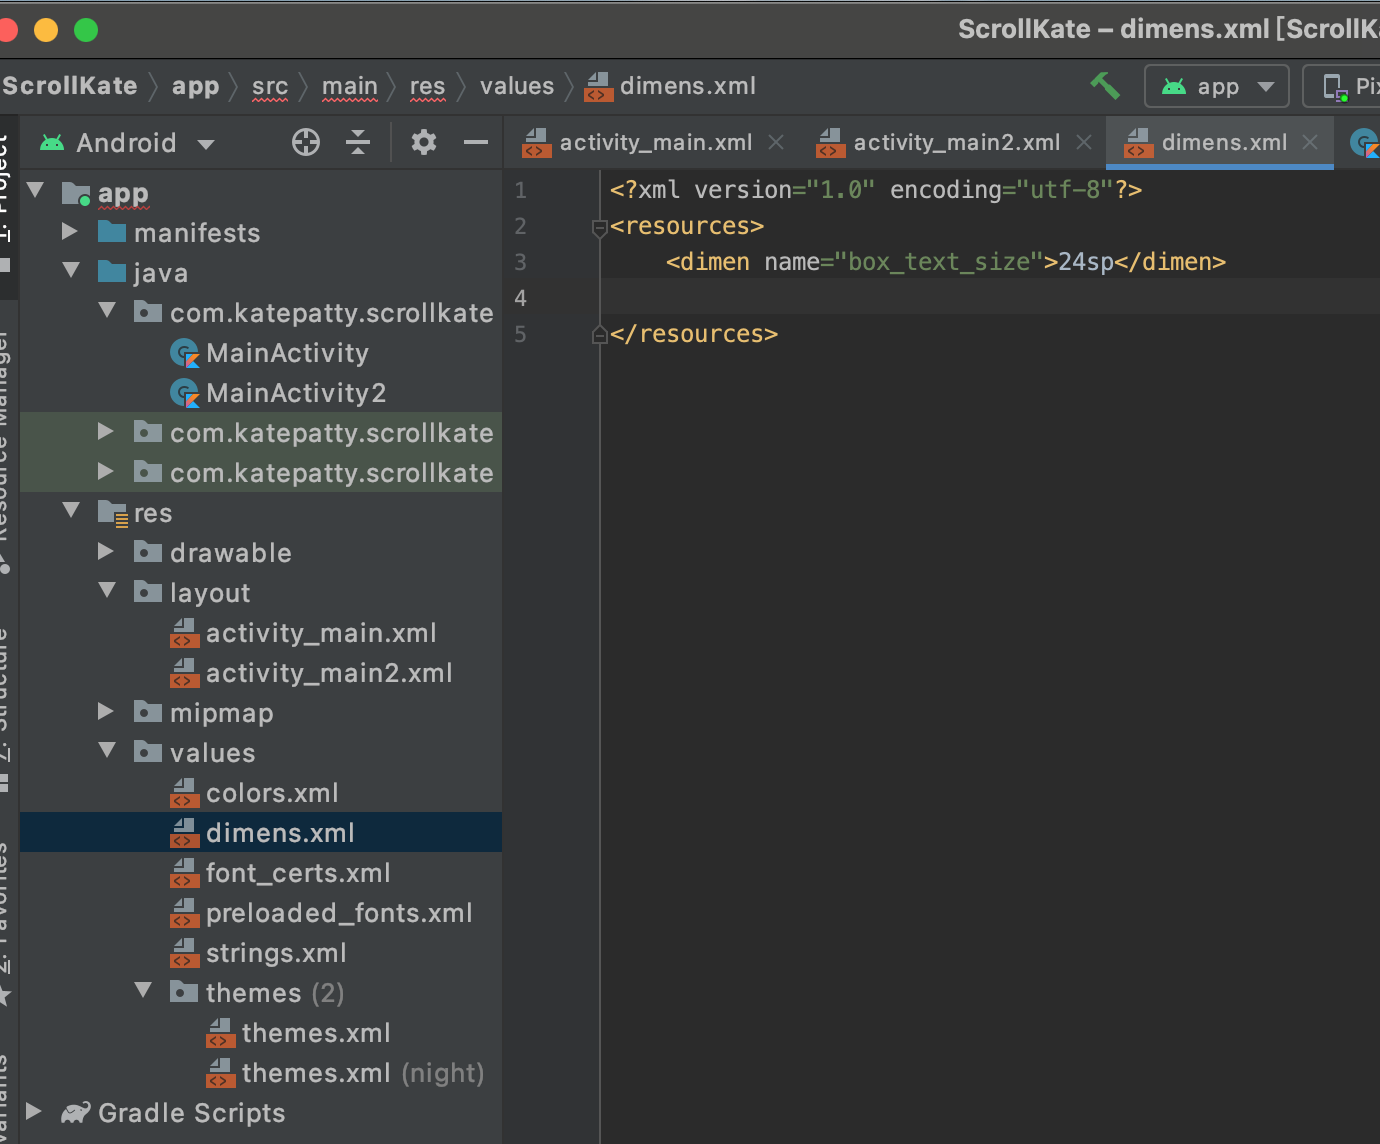 ScrollKate – dimens.xml [ScrollKa
ScrollKate app src main res values dimens.xml app Pix
Android activity_main.xml activity_main2.xml dimens.xml
1: Project
Resource Manager
Z: Structure
2: Favorites
Variants
app
manifests
java
com.katepatty.scrollkate
MainActivity
MainActivity2
com.katepatty.scrollkate
com.katepatty.scrollkate
res
drawable
layout
activity_main.xml
activity_main2.xml
mipmap
values
colors.xml
dimens.xml
font_certs.xml
preloaded_fonts.xml
strings.xml
themes (2)
themes.xml
themes.xml (night)
Gradle Scripts
1 <?xml version="1.0" encoding="utf-8"?>
2 <resources>
3 <dimen name="box_text_size">24sp</dimen>
4
5 </resources>